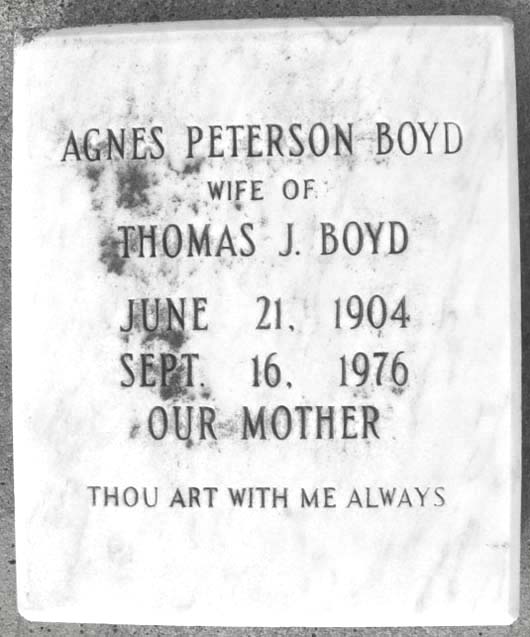 AGNES PETERSON BOYD
WIFE OF
THOMAS J. BOYD
JUNE 21, 1904
SEPT. 16, 1976
OUR MOTHER
THOU ART WITH ME ALWAYS